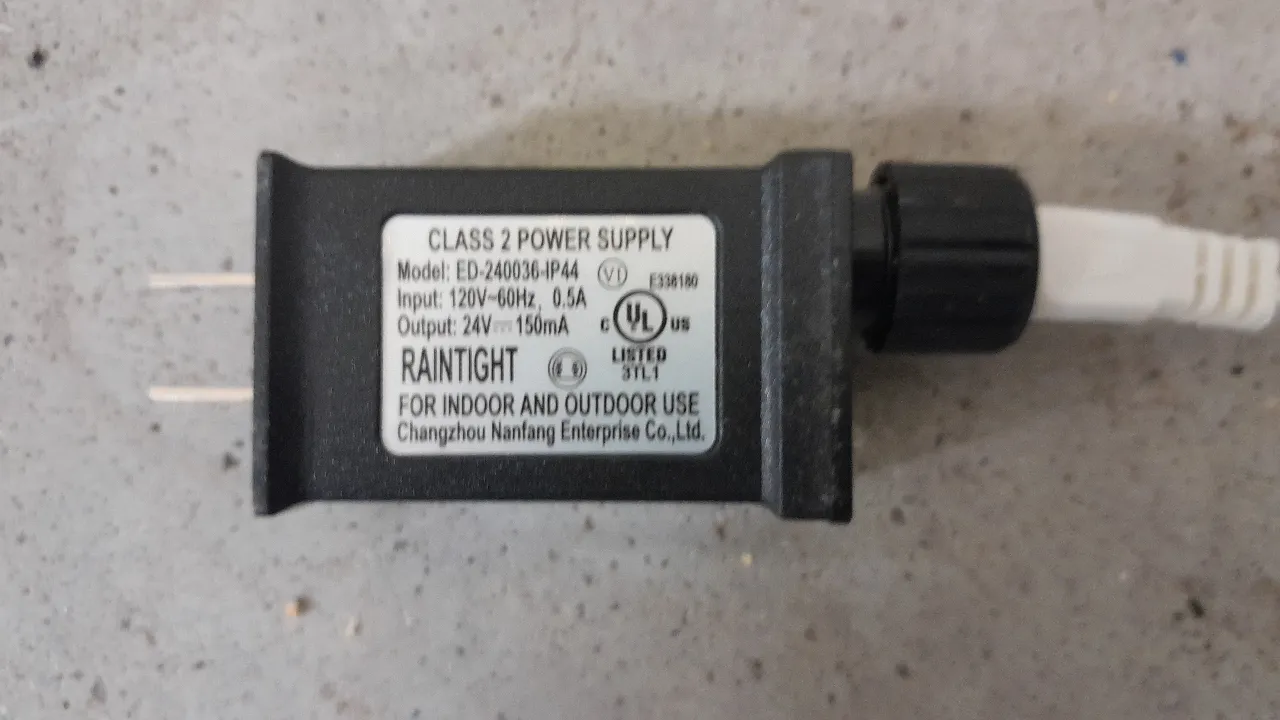 CLASS 2 POWER SUPPLY
Model: ED-240036-IP44 VI E338180
Input: 120V~60Hz, 0.5A
Output: 24V⎓150mA C UL US
LISTED
3TL1
RAINTIGHT
FOR INDOOR AND OUTDOOR USE
Changzhou Nanfang Enterprise Co.,Ltd.